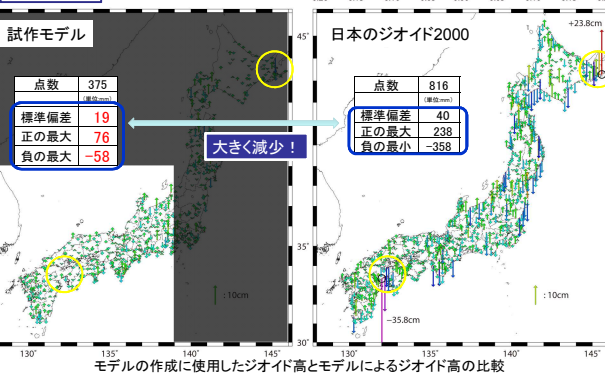 試作モデル
点数 375
(単位:mm)
標準偏差 19
正の最大 76
負の最大 -58
大きく減少！
:10cm
130°
135°
140°
145°
日本のジオイド2000
+23.8cm
点数 816
(単位:mm)
標準偏差 40
正の最大 238
負の最小 -358
45°
35°
30°
-35.8cm
:10cm
130°
135°
140°
145°
モデルの作成に使用したジオイド高とモデルによるジオイド高の比較